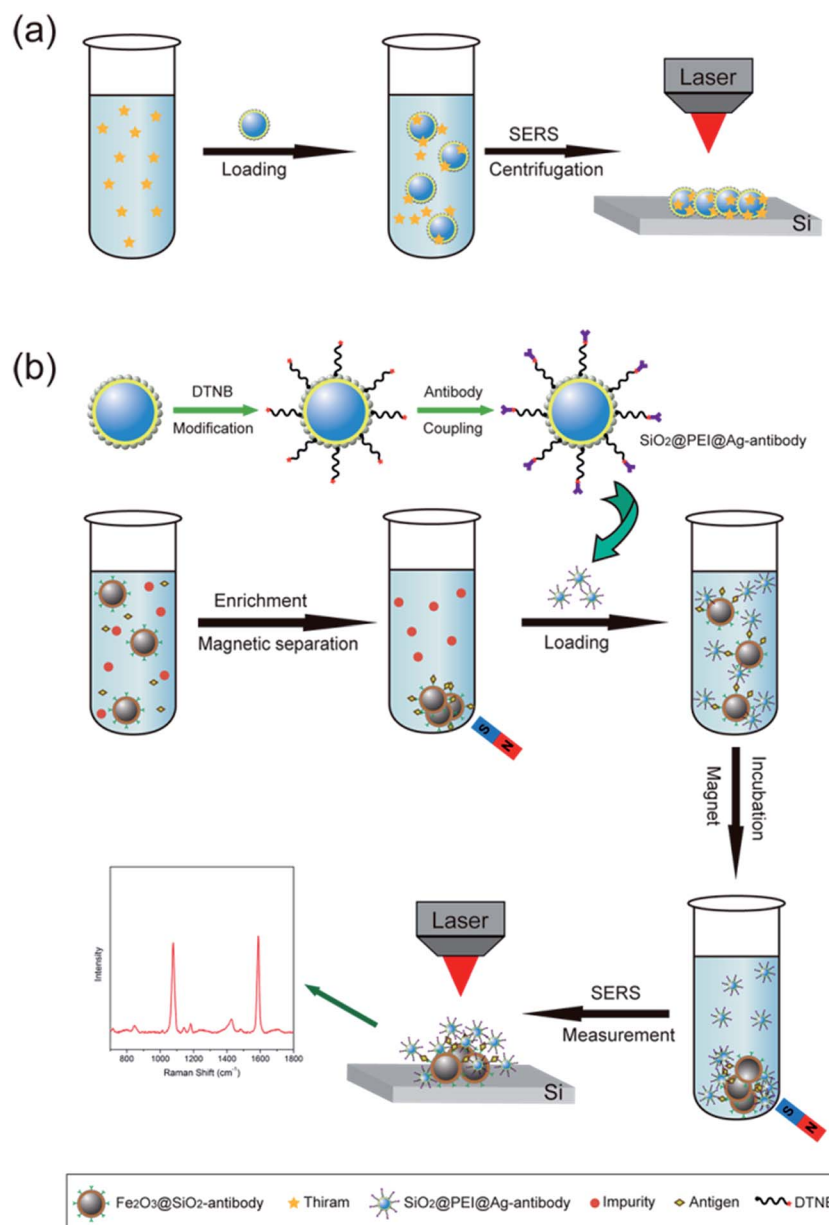 (a)
Loading
SERS
Centrifugation
Laser
Si
(b)
DTNB
Modification
Antibody
Coupling
SiO₂@PEI@Ag-antibody
Enrichment
Magnetic separation
S N
Loading
Incubation
Magnet
Intensity
800 1000 1200 1400 1600 1800
Raman Shift (cm⁻¹)
Laser
Si
SERS
Measurement
S N
Fe₂O₃@SiO₂-antibody Thiram SiO₂@PEI@Ag-antibody Impurity Antigen DTNB